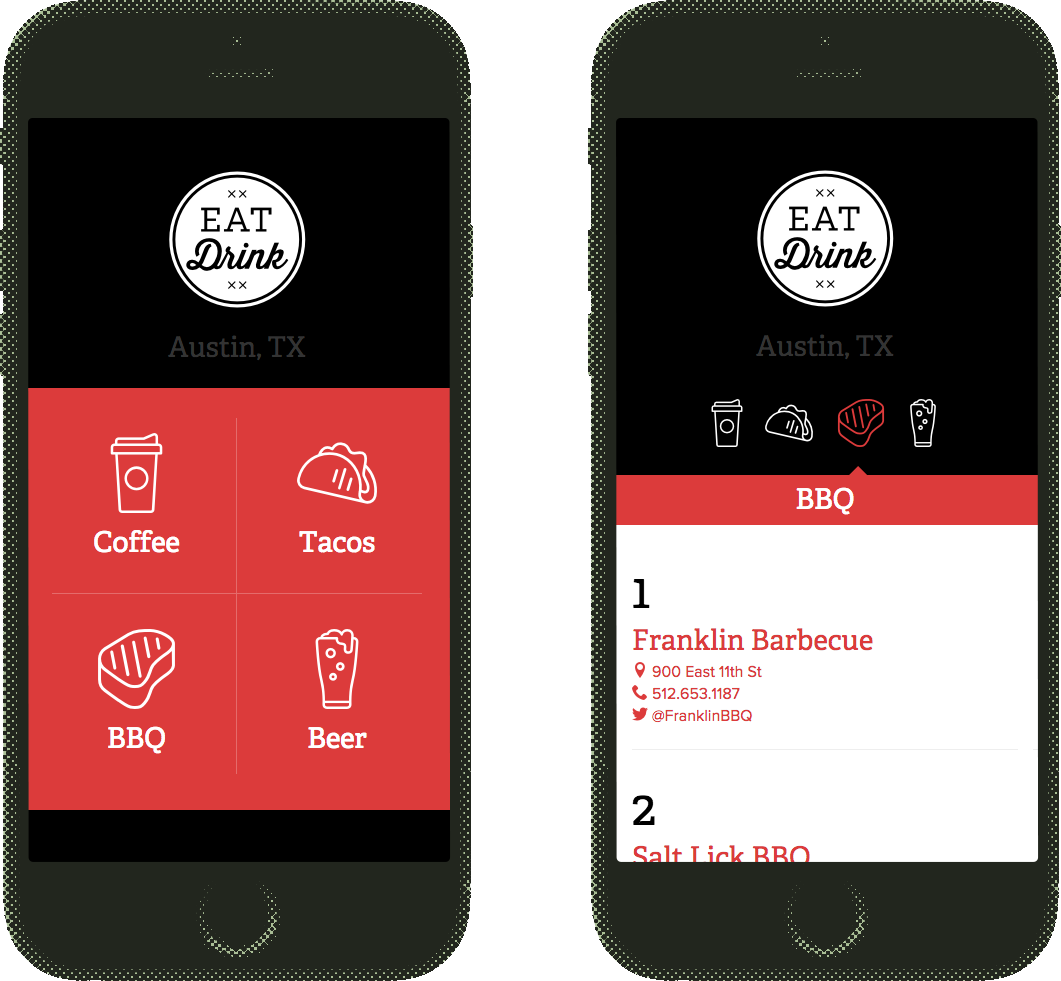 ××
EAT
Drink
××
Austin, TX
Coffee
Tacos
BBQ
Beer
××
EAT
Drink
××
Austin, TX
BBQ
1
Franklin Barbecue
900 East 11th St
512.653.1187
@FranklinBBQ
2
Salt Lick BBQ